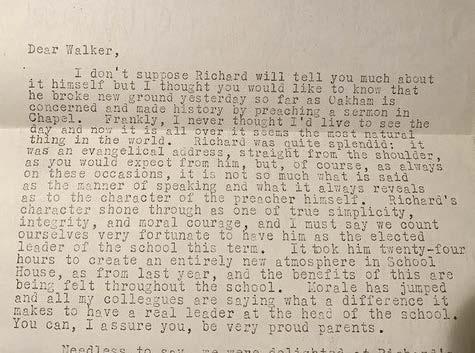 Dear Walker,
I don't suppose Richard will tell you much about
it himself but I thought you would like to know that
he broke new ground yesterday so far as Oakham is
concerned and made history by preaching a sermon in
Chapel. Frankly, I never thought I'd live to see the
day and now it is all over it seems the most natural
thing in the world. Richard was quite splendid: it
was an evangelical address, straight from the shoulder,
as you would expect from him, but, of course, as always
on these occasions, it is not so much what is said
as the manner of speaking and what it always reveals
as to the character of the preacher himself. Richard's
character shone through as one of true simplicity,
integrity, and moral courage, and I must say we count
ourselves very fortunate to have him as the elected
leader of the school this term. It took him twenty-four
hours to create an entirely new atmosphere in School
House, as from last year, and the benefits of this are
being felt throughout the school. Morale has jumped
and all my colleagues are saying what a difference it
makes to have a real leader at the head of the school.
You can, I assure you, be very proud parents.
Needless to say, we were delighted at Richard's